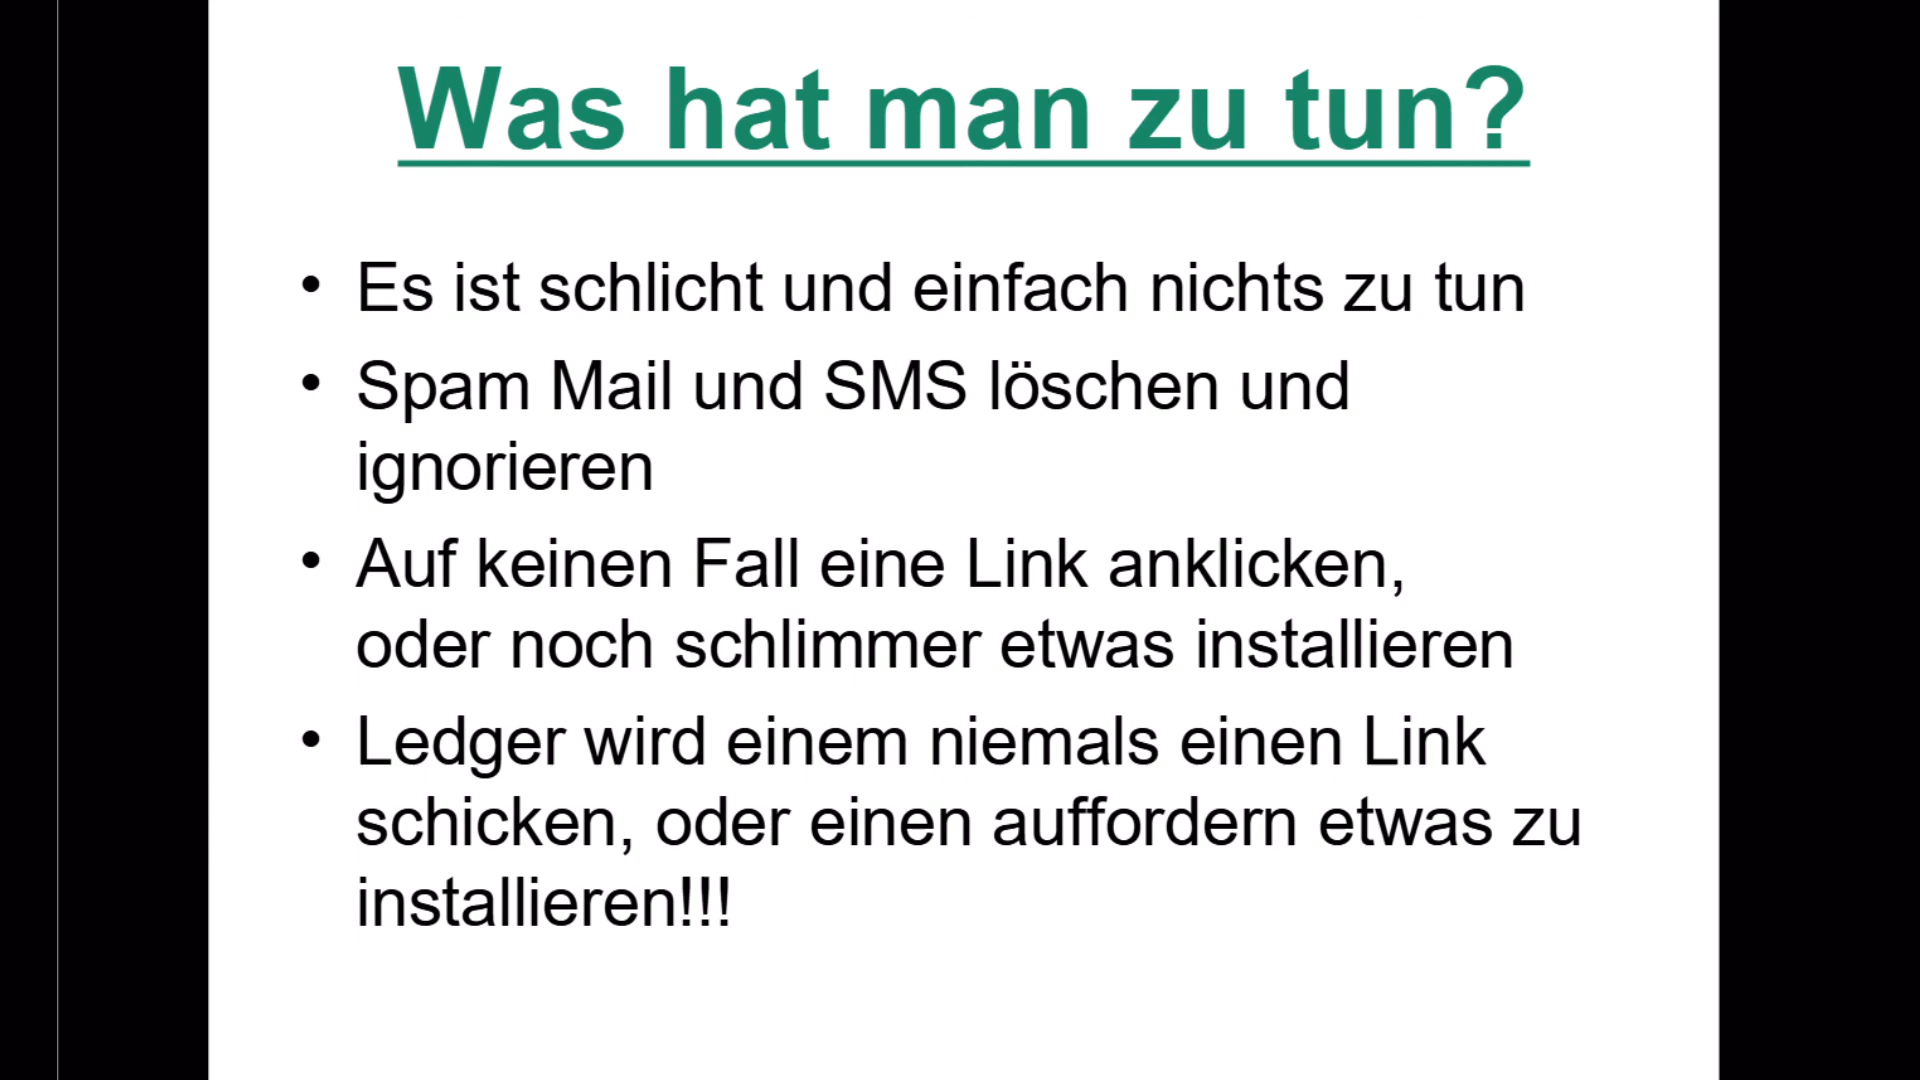 Was hat man zu tun?
• Es ist schlicht und einfach nichts zu tun
• Spam Mail und SMS löschen und
ignorieren
• Auf keinen Fall eine Link anklicken,
oder noch schlimmer etwas installieren
• Ledger wird einem niemals einen Link
schicken, oder einen auffordern etwas zu
installieren!!!